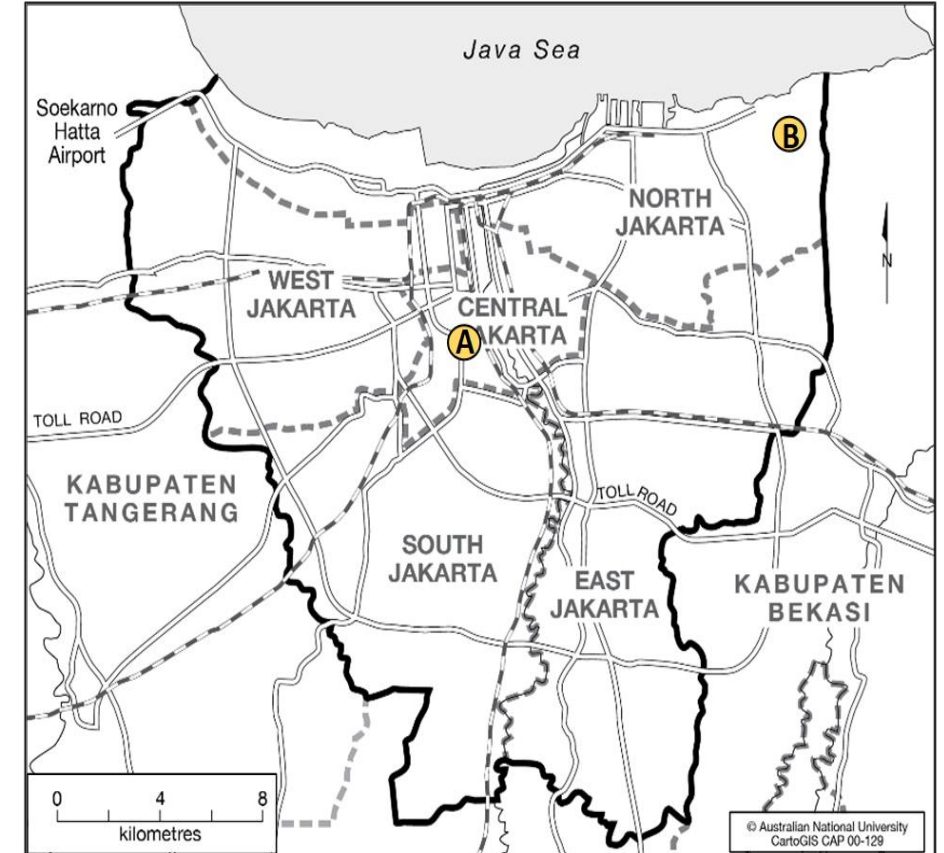 Java Sea
Soekarno
Hatta
Airport
B
NORTH
JAKARTA
N
WEST
JAKARTA
CENTRAL
AKARTA
A
TOLL ROAD
KABUPATEN
TANGERANG
TOLL ROAD
SOUTH
JAKARTA
EAST
JAKARTA
KABUPATEN
BEKASI
0 4 8
kilometres
© Australian National University
CartoGIS CAP 00-129